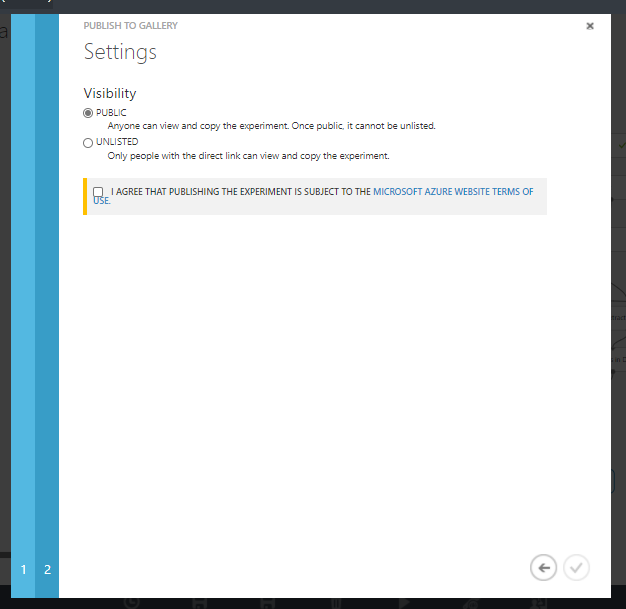 PUBLISH TO GALLERY
Settings
Visibility
PUBLIC
Anyone can view and copy the experiment. Once public, it cannot be unlisted.
UNLISTED
Only people with the direct link can view and copy the experiment.
I AGREE THAT PUBLISHING THE EXPERIMENT IS SUBJECT TO THE MICROSOFT AZURE WEBSITE TERMS OF
USE.
1 2